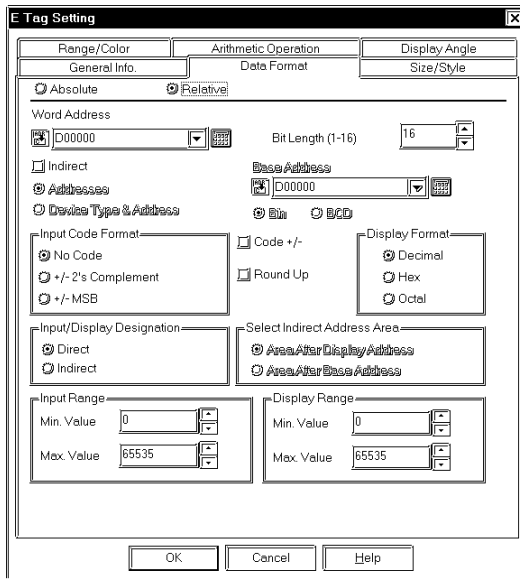 E Tag Setting
Range/Color Arithmetic Operation Display Angle
General Info. Data Format Size/Style
Absolute Relative
Word Address
D00000 Bit Length (1-16) 16
Indirect Base Address
Addresses D00000
Device Type & Address Bin BCD
Input Code Format Code +/- Display Format
No Code Decimal
+/- 2's Complement Round Up Hex
+/- MSB Octal
Input/Display Designation Select Indirect Address Area
Direct Area After Display Address
Indirect Area After Base Address
Input Range Display Range
Min. Value 0 Min. Value 0
Max. Value 65535 Max. Value 65535
OK Cancel Help